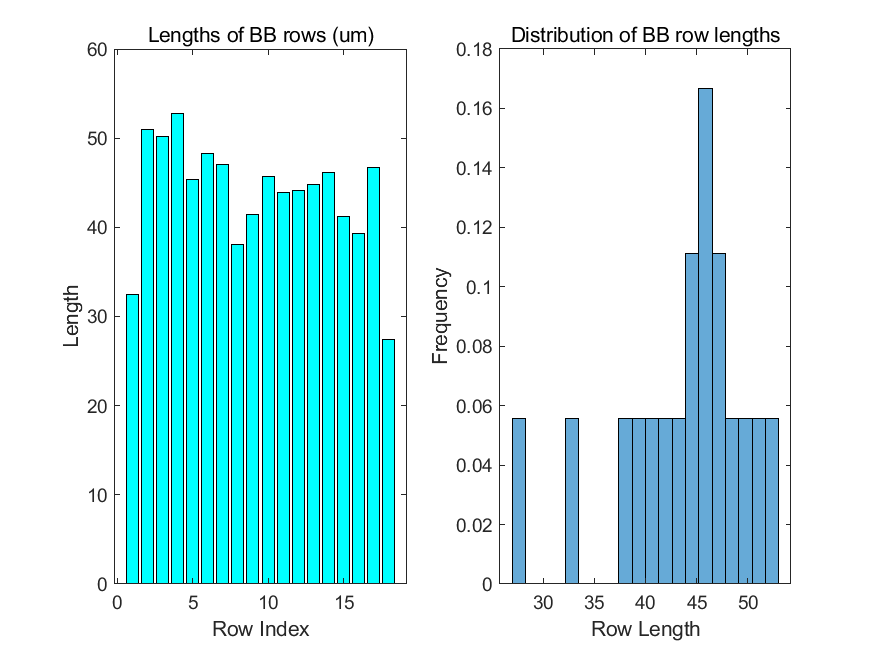 Lengths of BB rows (um)
60
50
40
30
20
10
0
Length
0 5 10 15
Row Index
Distribution of BB row lengths
0.18
0.16
0.14
0.12
0.1
0.08
0.06
0.04
0.02
0
Frequency
30 35 40 45 50
Row Length